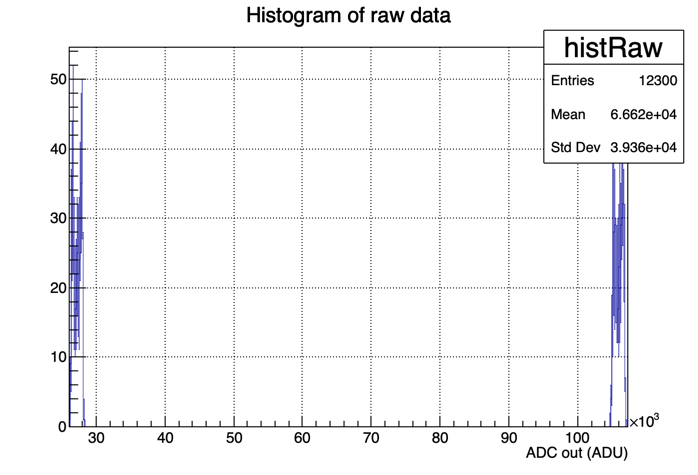 Histogram of raw data
histRaw
Entries 12300
Mean 6.662e+04
Std Dev 3.936e+04
50
40
30
20
10
0
30 40 50 60 70 80 90 100 ×10³
ADC out (ADU)